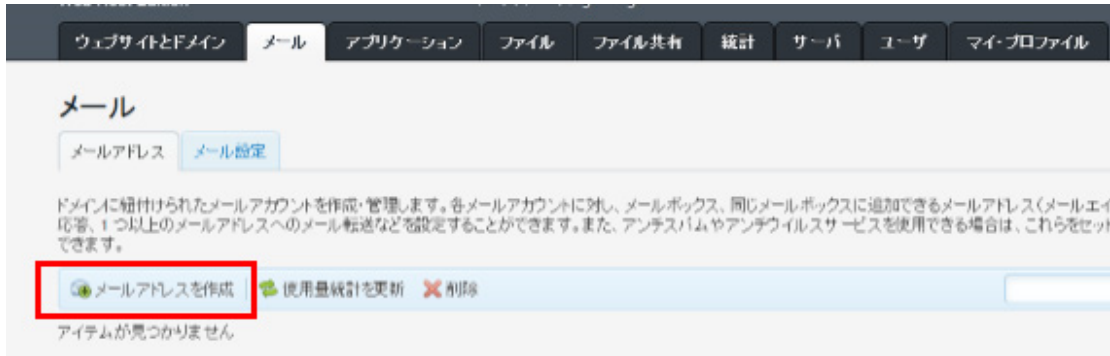 ウェブサイトとドメイン メール アプリケーション ファイル ファイル共有 統計 サーバ ユーザ マイ・プロファイル
メール
メールアドレス メール設定
ドメインに紐付けられたメールアカウントを作成・管理します。各メールアカウントに対し、メールボックス、同じメールボックスに追加できるメールアドレス(メールエイ
応答、1 つ以上のメールアドレスへのメール転送などを設定することができます。また、アンチスパムやアンチウイルスサービスを使用できる場合は、これらをセット
できます。
メールアドレスを作成 使用量統計を更新 削除
アイテムが見つかりません